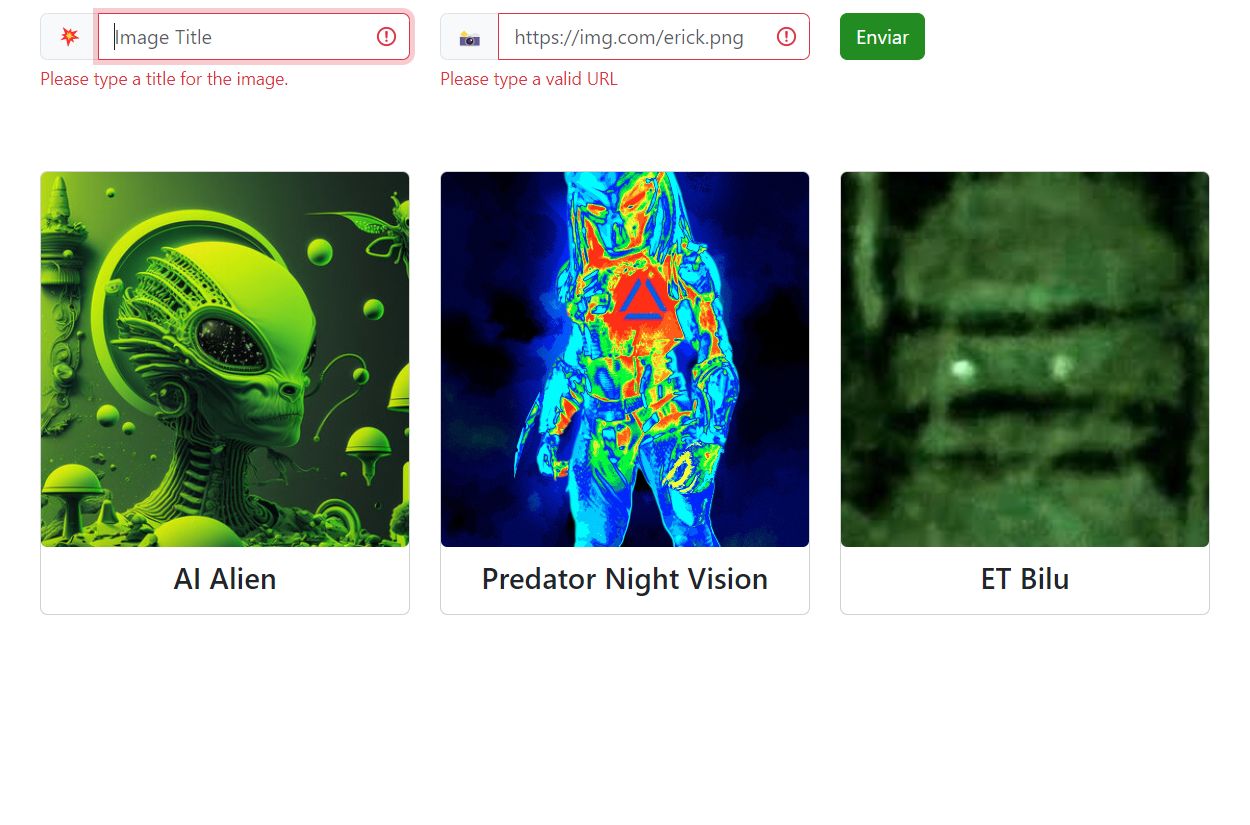 Image Title
https://img.com/erick.png
Enviar
Please type a title for the image.
Please type a valid URL
AI Alien
Predator Night Vision
ET Bilu